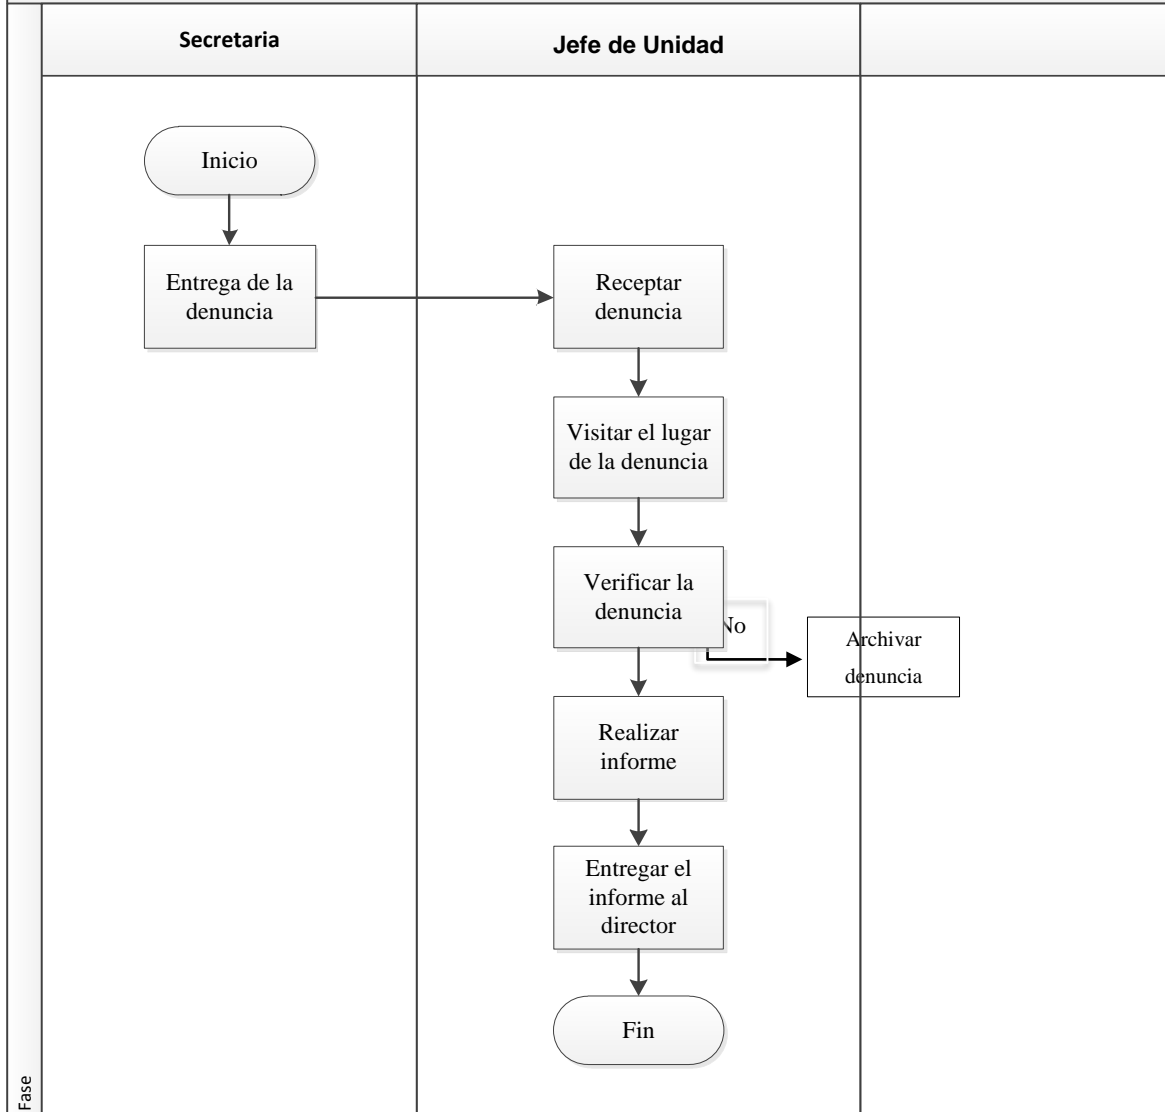 Secretaria
Jefe de Unidad
Inicio
Entrega de la
denuncia
Receptar
denuncia
Visitar el lugar
de la denuncia
Verificar la
denuncia
No
Archivar
denuncia
Realizar
informe
Entregar el
informe al
director
Fin
Fase